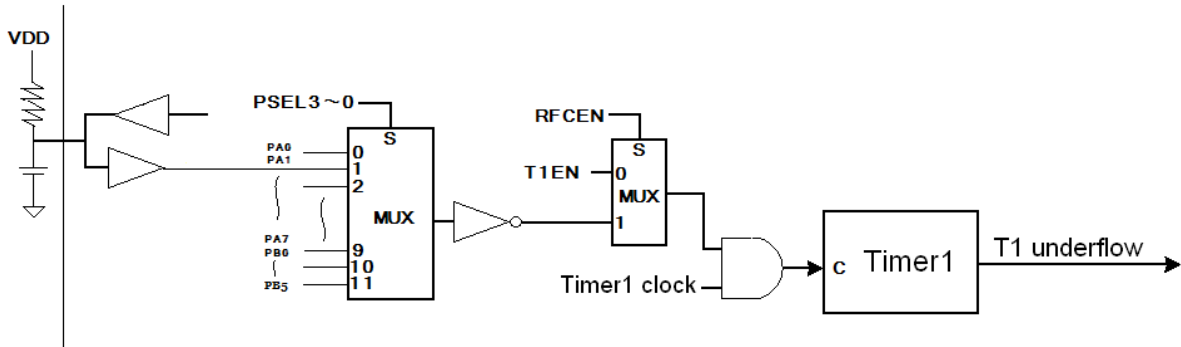 VDD
PSEL3~0
S
PA0
0
PA1
1
2
MUX
PA7
9
PB0
10
PB5
11
RFCEN
S
T1EN
0
MUX
1
Timer1 clock
C
Timer1
T1 underflow